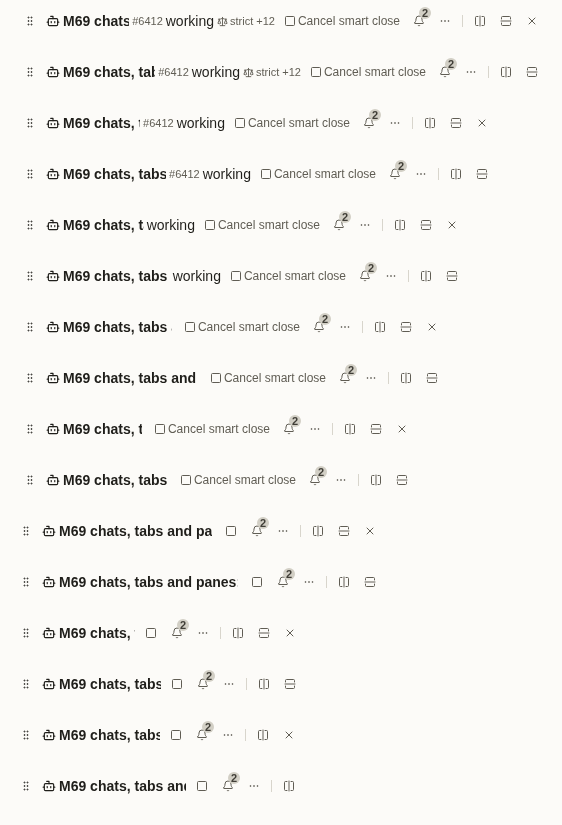 M69 chats #6412 working strict +12 Cancel smart close 2
M69 chats, tab #6412 working strict +12 Cancel smart close 2
M69 chats, #6412 working Cancel smart close 2
M69 chats, tabs #6412 working Cancel smart close 2
M69 chats, t working Cancel smart close 2
M69 chats, tabs working Cancel smart close 2
M69 chats, tabs Cancel smart close 2
M69 chats, tabs and Cancel smart close 2
M69 chats, t Cancel smart close 2
M69 chats, tabs Cancel smart close 2
M69 chats, tabs and pa 2
M69 chats, tabs and panes 2
M69 chats, 2
M69 chats, tabs 2
M69 chats, tabs 2
M69 chats, tabs and 2